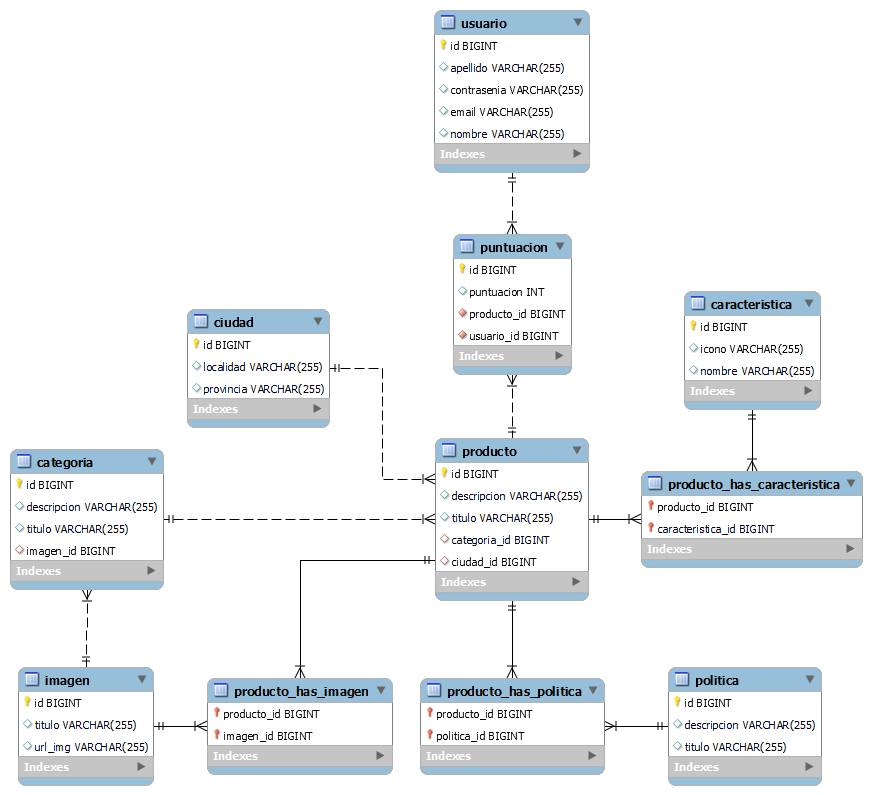 usuario
id BIGINT
apellido VARCHAR(255)
contrasenia VARCHAR(255)
email VARCHAR(255)
nombre VARCHAR(255)
Indexes
puntuacion
id BIGINT
puntuacion INT
producto_id BIGINT
usuario_id BIGINT
Indexes
caracteristica
id BIGINT
icono VARCHAR(255)
nombre VARCHAR(255)
Indexes
ciudad
id BIGINT
localidad VARCHAR(255)
provincia VARCHAR(255)
Indexes
categoria
id BIGINT
descripcion VARCHAR(255)
titulo VARCHAR(255)
imagen_id BIGINT
Indexes
producto
id BIGINT
descripcion VARCHAR(255)
titulo VARCHAR(255)
categoria_id BIGINT
ciudad_id BIGINT
Indexes
producto_has_caracteristica
producto_id BIGINT
caracteristica_id BIGINT
Indexes
imagen
id BIGINT
titulo VARCHAR(255)
url_img VARCHAR(255)
Indexes
producto_has_imagen
producto_id BIGINT
imagen_id BIGINT
Indexes
producto_has_politica
producto_id BIGINT
politica_id BIGINT
Indexes
politica
id BIGINT
descripcion VARCHAR(255)
titulo VARCHAR(255)
Indexes